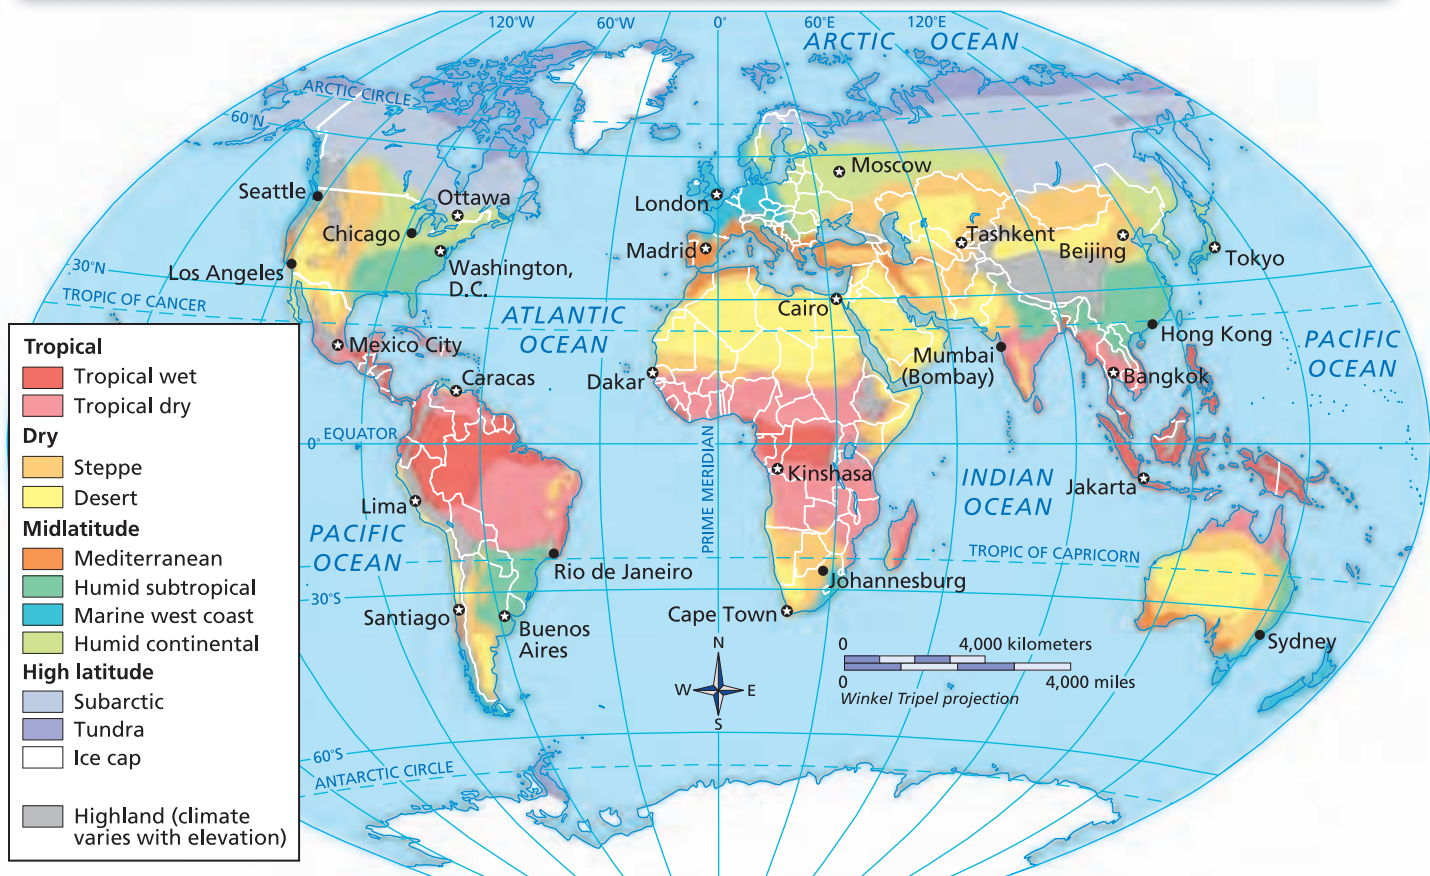 120°W
60°W
0°
60°E
120°E
ARCTIC OCEAN
ARCTIC CIRCLE
60°N
Seattle
Ottawa
Chicago
Washington,
D.C.
Los Angeles
30°N
TROPIC OF CANCER
Mexico City
Caracas
ATLANTIC
OCEAN
London
Madrid
Moscow
Tashkent
Beijing
Tokyo
Cairo
Hong Kong
PACIFIC
OCEAN
Mumbai
(Bombay)
Bangkok
Dakar
0°
EQUATOR
PRIME MERIDIAN
Kinshasa
INDIAN
OCEAN
Jakarta
Lima
PACIFIC
OCEAN
TROPIC OF CAPRICORN
Rio de Janeiro
Johannesburg
30°S
Santiago
Buenos
Aires
Cape Town
Sydney
N
W
E
S
0
4,000 kilometers
0
4,000 miles
Winkel Tripel projection
60°S
ANTARCTIC CIRCLE
Tropical
Tropical wet
Tropical dry
Dry
Steppe
Desert
Midlatitude
Mediterranean
Humid subtropical
Marine west coast
Humid continental
High latitude
Subarctic
Tundra
Ice cap
Highland (climate
varies with elevation)